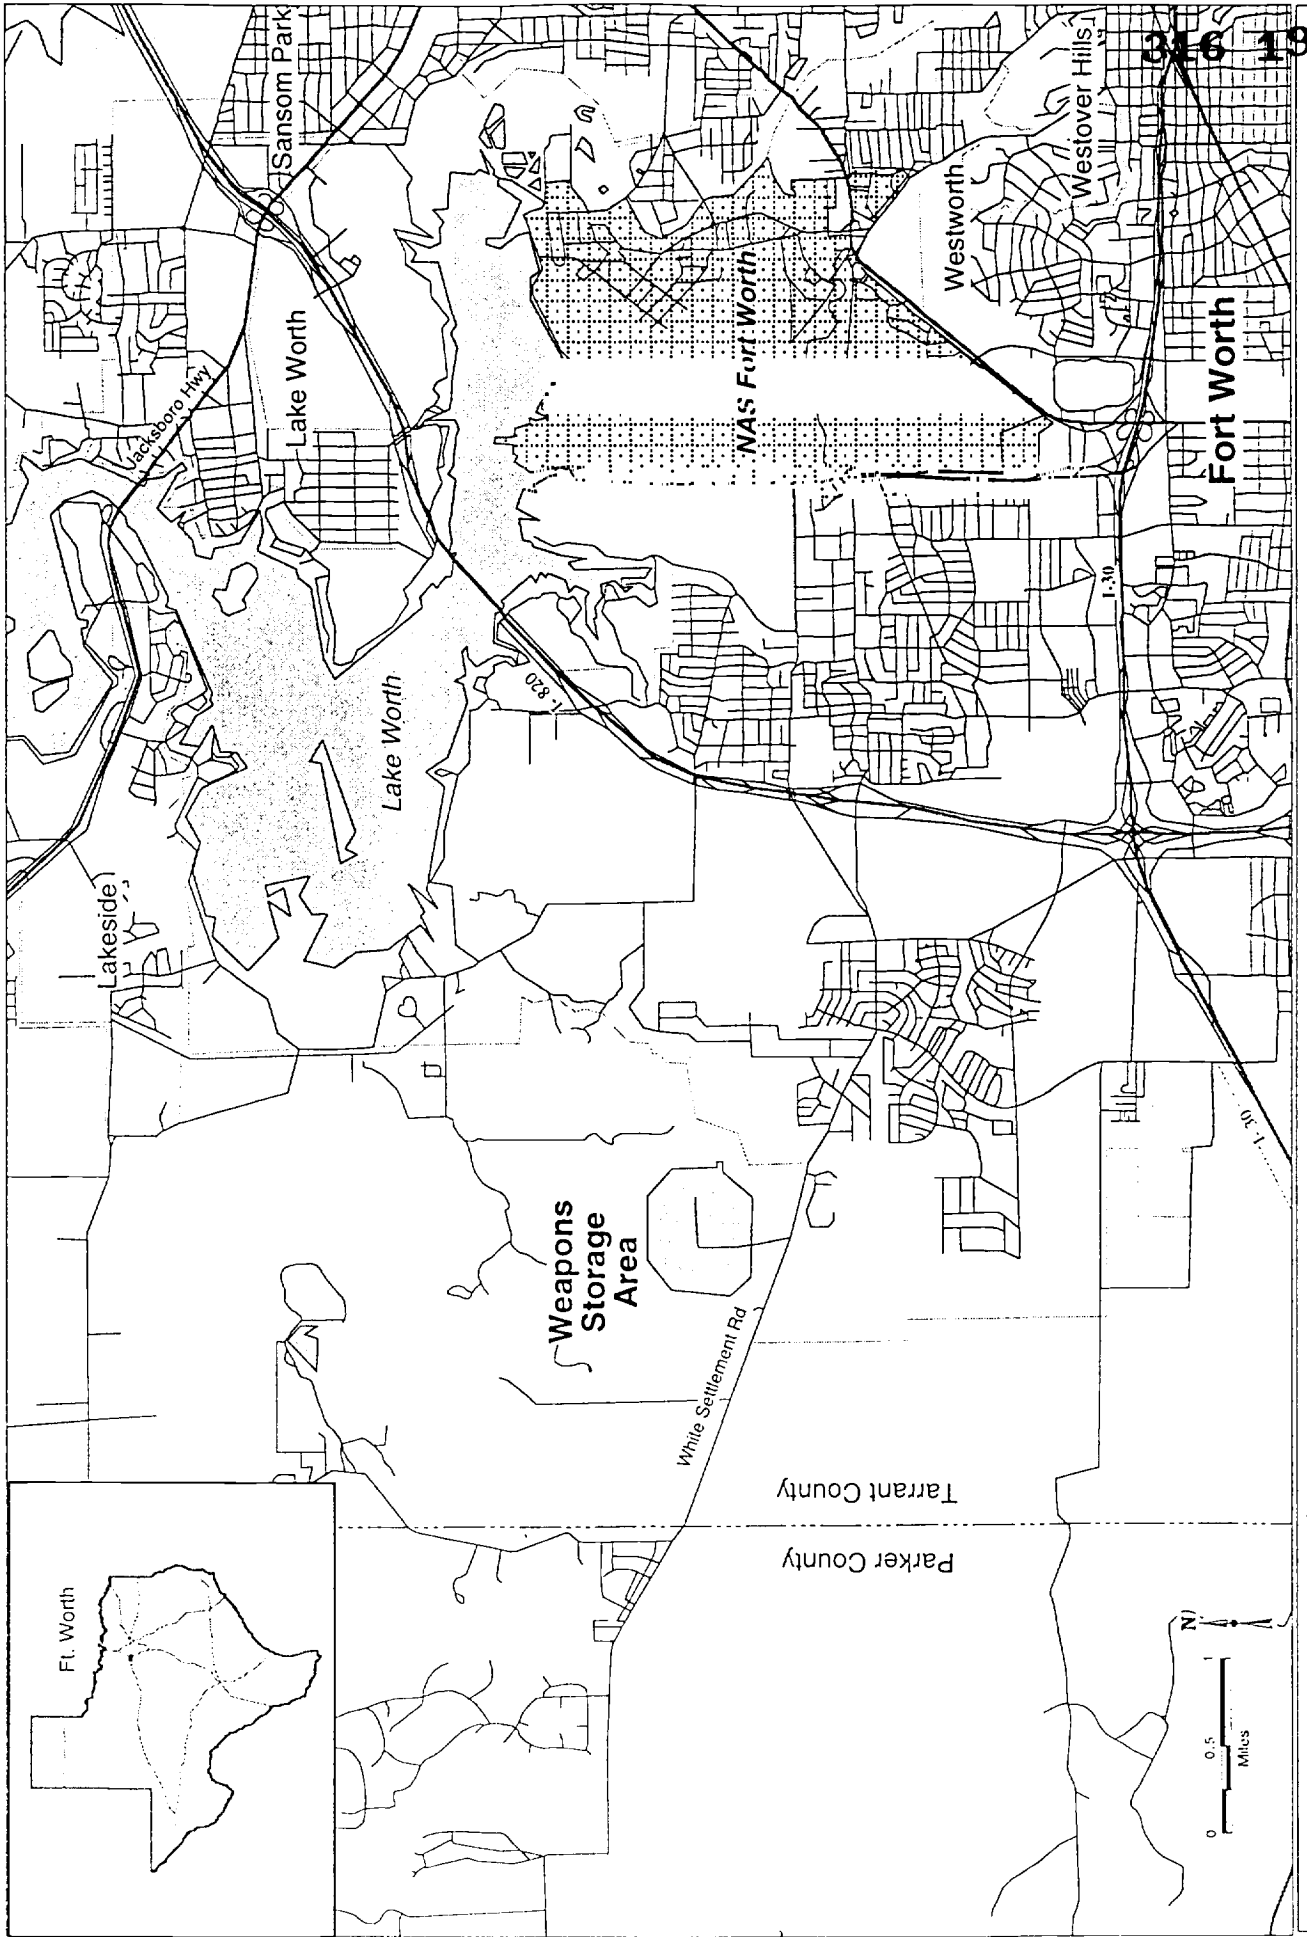 316 19
Ft. Worth
Lakeside
Jacksboro Hwy
Sansom Park
Lake Worth
Lake Worth
I-820
NAS Fort Worth
Westworth
Westover Hills
Fort Worth
I-30
I-30
Weapons
Storage
Area
White Settlement Rd
Tarrant County
Parker County
N
0
0.5
1
Miles